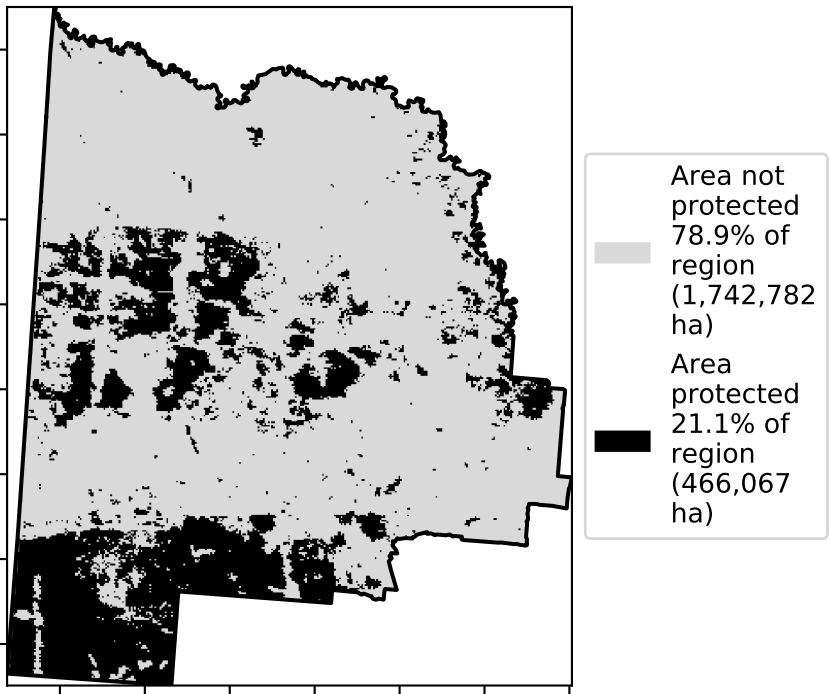 Area not
protected
78.9% of
region
(1,742,782
ha)
Area
protected
21.1% of
region
(466,067
ha)